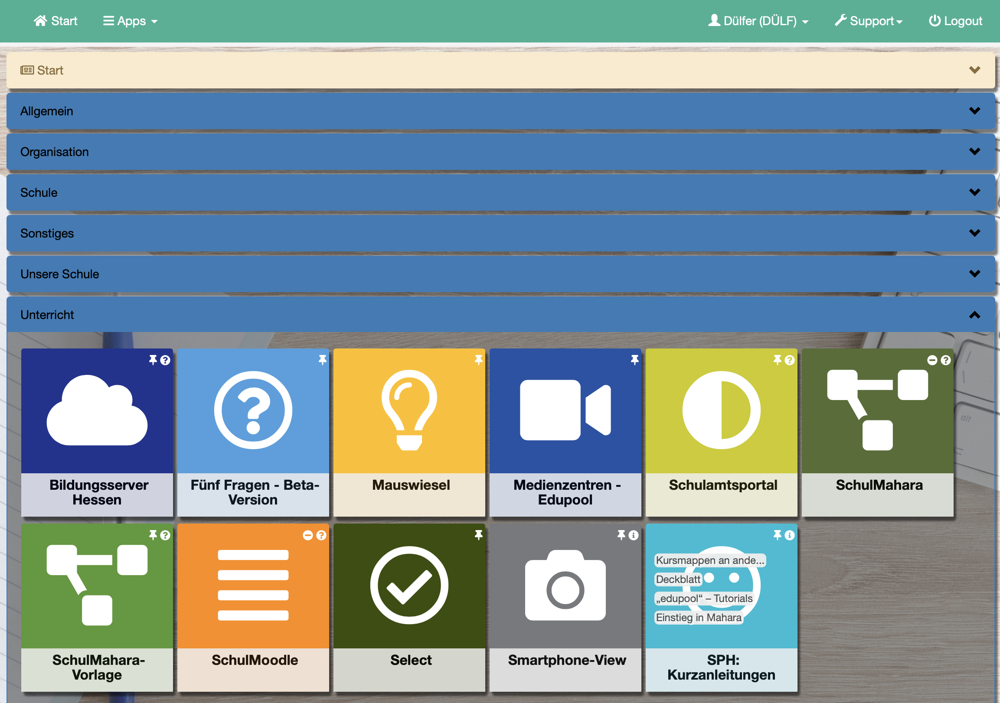 Start
Apps
Dülfer (DÜLF)
Support
Logout
Start
Allgemein
Organisation
Schule
Sonstiges
Unsere Schule
Unterricht
Bildungsserver
Hessen
Fünf Fragen - Beta-
Version
Mauswiesel
Medienzentren -
Edupool
Schulamtsportal
SchulMahara
SchulMahara-
Vorlage
SchulMoodle
Select
Smartphone-View
Kursmappen an ande...
Deckblatt
„edupool“ – Tutorials
Einstieg in Mahara
SPH:
Kurzanleitungen
alt